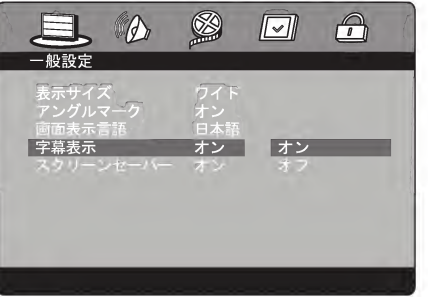 一般設定
表示サイズ ワイド
アングルマーク オン
画面表示言語 日本語
字幕表示 オン オン
スクリーンセーバー オン オフ